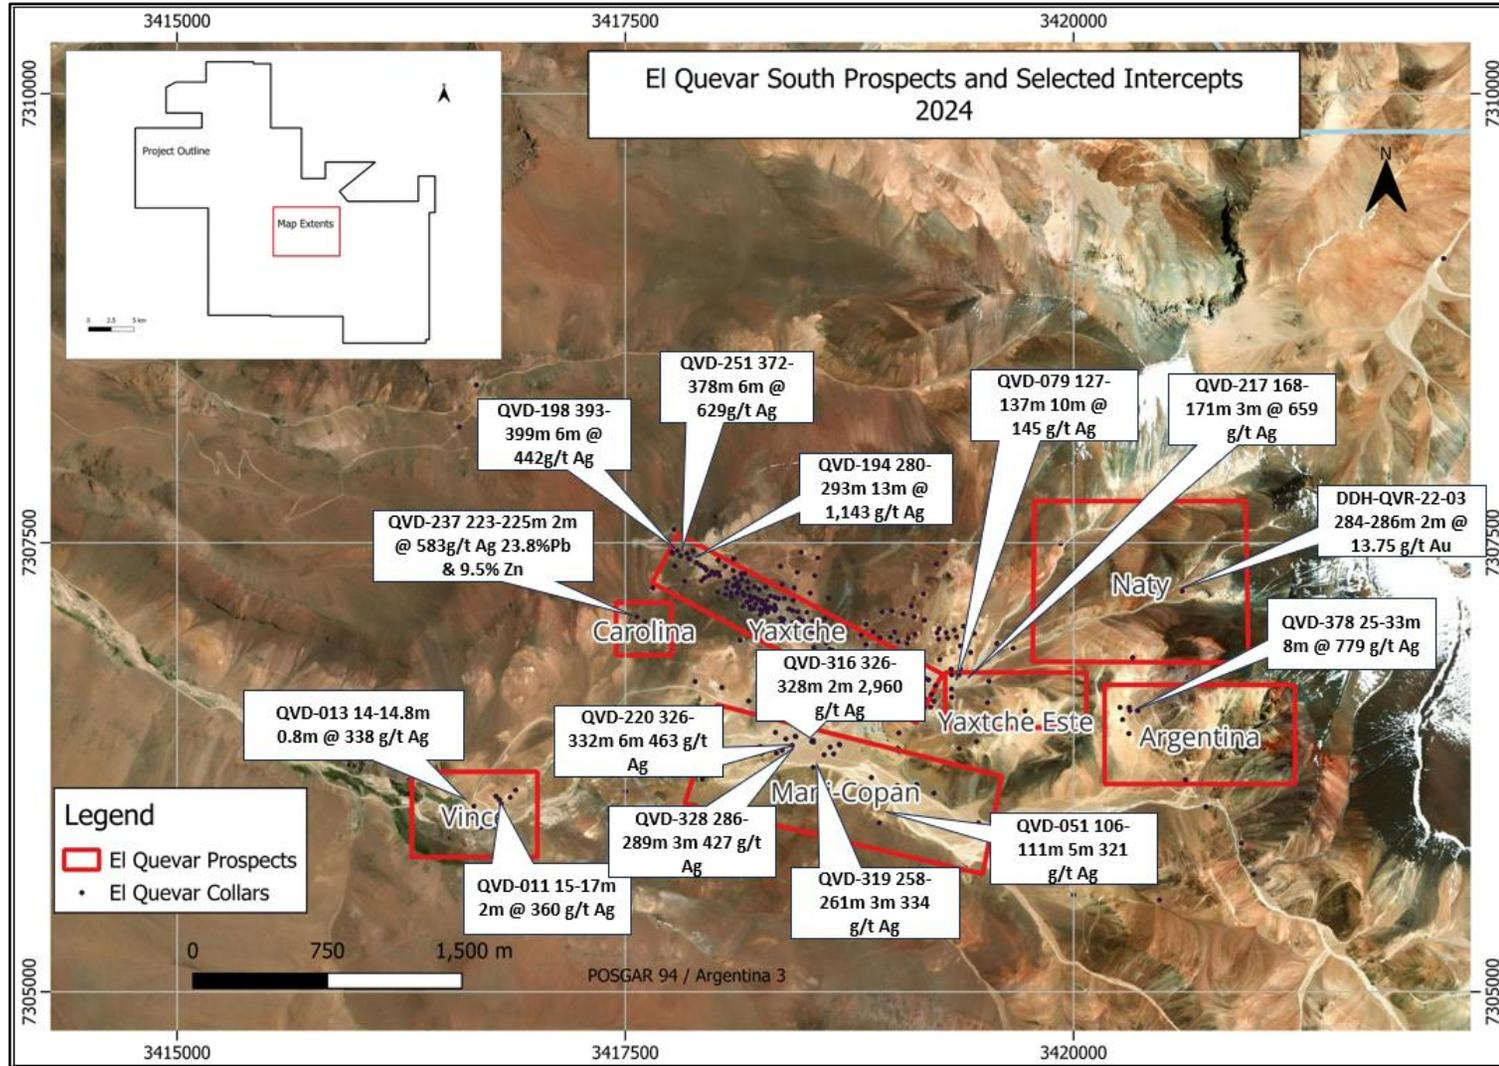 3415000
3417500
3420000
7310000
7310000
El Quevar South Prospects and Selected Intercepts
2024
Project Outline
Map Extents
0 2.5 5 km
N
QVD-251 372-
378m 6m @
629g/t Ag
QVD-198 393-
399m 6m @
442g/t Ag
QVD-194 280-
293m 13m @
1,143 g/t Ag
QVD-079 127-
137m 10m @
145 g/t Ag
QVD-217 168-
171m 3m @ 659
g/t Ag
DDH-QVR-22-03
284-286m 2m @
13.75 g/t Au
QVD-237 223-225m 2m
@ 583g/t Ag 23.8%Pb
& 9.5% Zn
7307500
7307500
Naty
Carolina
Yaxtche
QVD-378 25-33m
8m @ 779 g/t Ag
QVD-316 326-
328m 2m 2,960
g/t Ag
QVD-013 14-14.8m
0.8m @ 338 g/t Ag
QVD-220 326-
332m 6m 463 g/t
Ag
Yaxtche Este
Argentina
Mani-Copan
Vince
QVD-328 286-
289m 3m 427 g/t
Ag
QVD-051 106-
111m 5m 321
g/t Ag
QVD-319 258-
261m 3m 334
g/t Ag
QVD-011 15-17m
2m @ 360 g/t Ag
Legend
El Quevar Prospects
El Quevar Collars
0 750 1,500 m
POSGAR 94 / Argentina 3
7305000
7305000
3415000
3417500
3420000